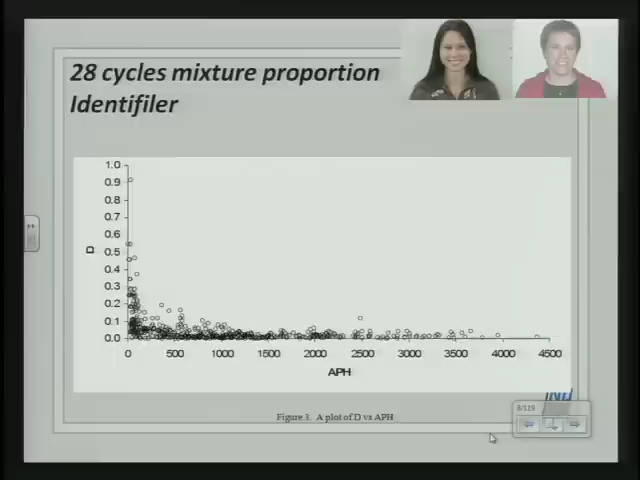 28 cycles mixture proportion
Identifiler
1.0
0.9
0.8
0.7
0.6
0.5
0.4
0.3
0.2
0.1
0.0
D
0 500 1000 1500 2000 2500 3000 3500 4000 4500
APH
Figure.3. A plot of D vs APH
8/119